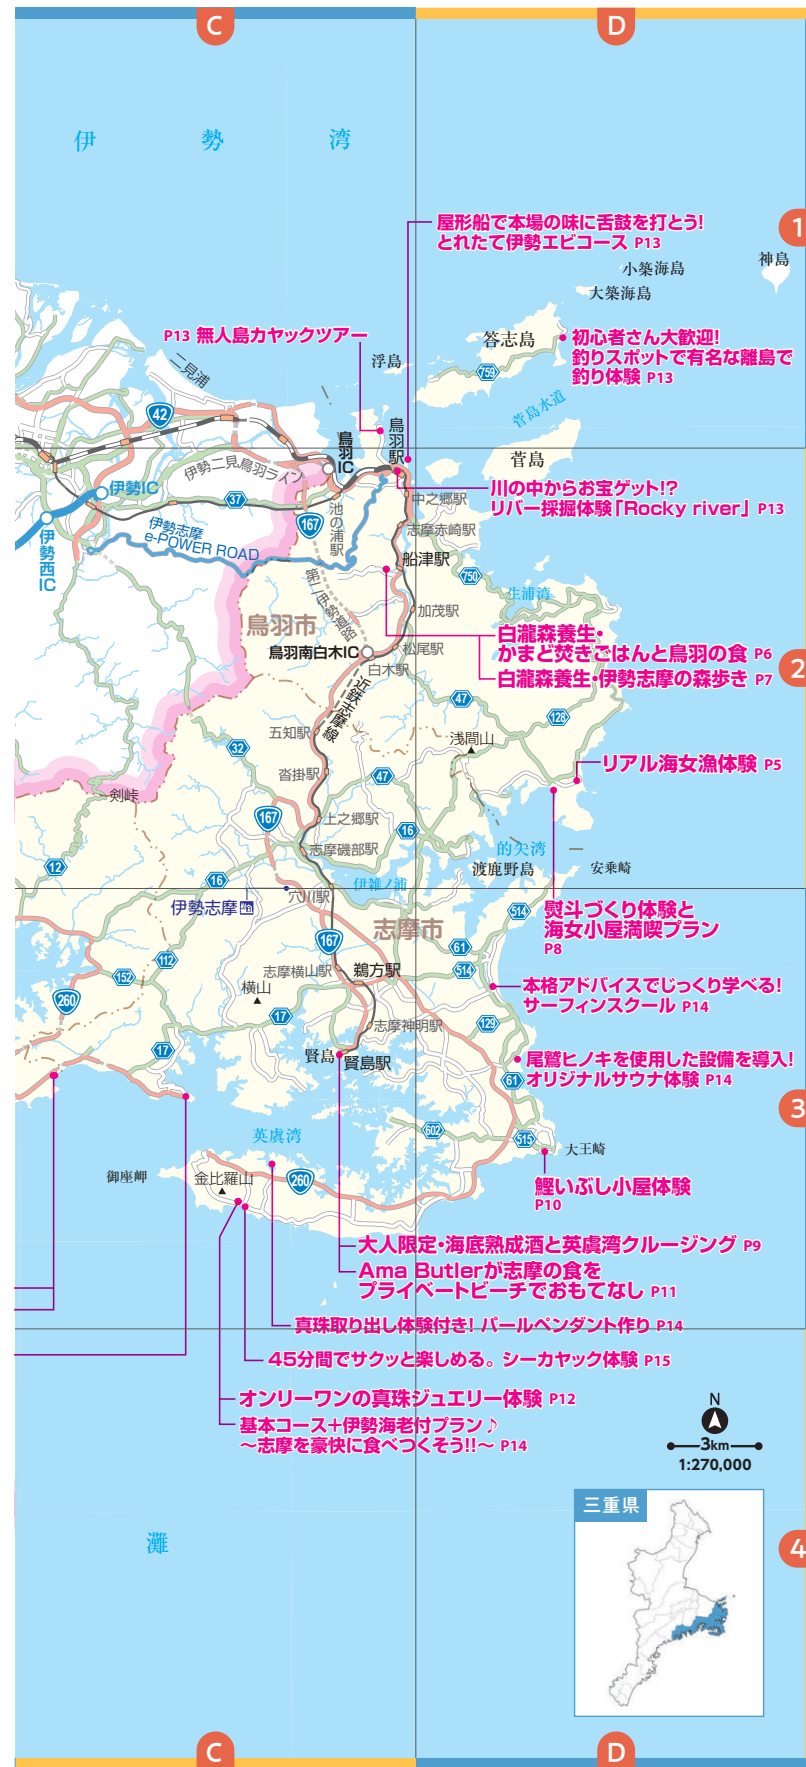 C
D
伊勢湾
1
屋形船で本場の味に舌鼓を打とう!
とれたて伊勢エビコース P13
神島
小築海島
大築海島
P13 無人島カヤックツアー
答志島
初心者さん大歓迎!
釣りスポットで有名な離島で
釣り体験 P13
浮島
二見浦
759
菅島水道
42
鳥羽駅
鳥羽IC
菅島
伊勢二見鳥羽ライン
伊勢IC
37
川の中からお宝ゲット!?
リバー採掘体験「Rocky river」 P13
中之郷駅
池の浦駅
167
伊勢西IC
伊勢志摩
e-POWER ROAD
志摩赤崎駅
船津駅
750
第二伊勢道路
生浦湾
加茂駅
鳥羽市
白瀧森養生・
かまど焚きごはんと鳥羽の食 P6
鳥羽南白木IC
松尾駅
2
白木駅
白瀧森養生・伊勢志摩の森歩き P7
近鉄志摩線
47
128
五知駅
32
浅間山
沓掛駅
47
リアル海女漁体験 P5
剣峠
167
上之郷駅
16
志摩磯部駅
的矢湾
12
渡鹿野島
安乗崎
16
伊雑ノ浦
伊勢志摩
穴川駅
熨斗づくり体験と
海女小屋満喫プラン
P8
514
志摩市
167
61
112
152
志摩横山駅
鵜方駅
514
260
横山
本格アドバイスでじっくり学べる!
サーフィンスクール P14
17
志摩神明駅
129
17
賢島
賢島駅
尾鷲ヒノキを使用した設備を導入!
オリジナルサウナ体験 P14
61
3
英虞湾
602
515
大王崎
御座岬
金比羅山
260
鰹いぶし小屋体験
P10
大人限定・海底熟成酒と英虞湾クルージング P9
Ama Butlerが志摩の食を
プライベートビーチでおもてなし P11
真珠取り出し体験付き! パールペンダント作り P14
45分間でサクッと楽しめる。シーカヤック体験 P15
オンリーワンの真珠ジュエリー体験 P12
基本コース+伊勢海老付プラン♪
~志摩を豪快に食べつくそう!!~ P14
N
3km
1:270,000
三重県
灘
4
C
D